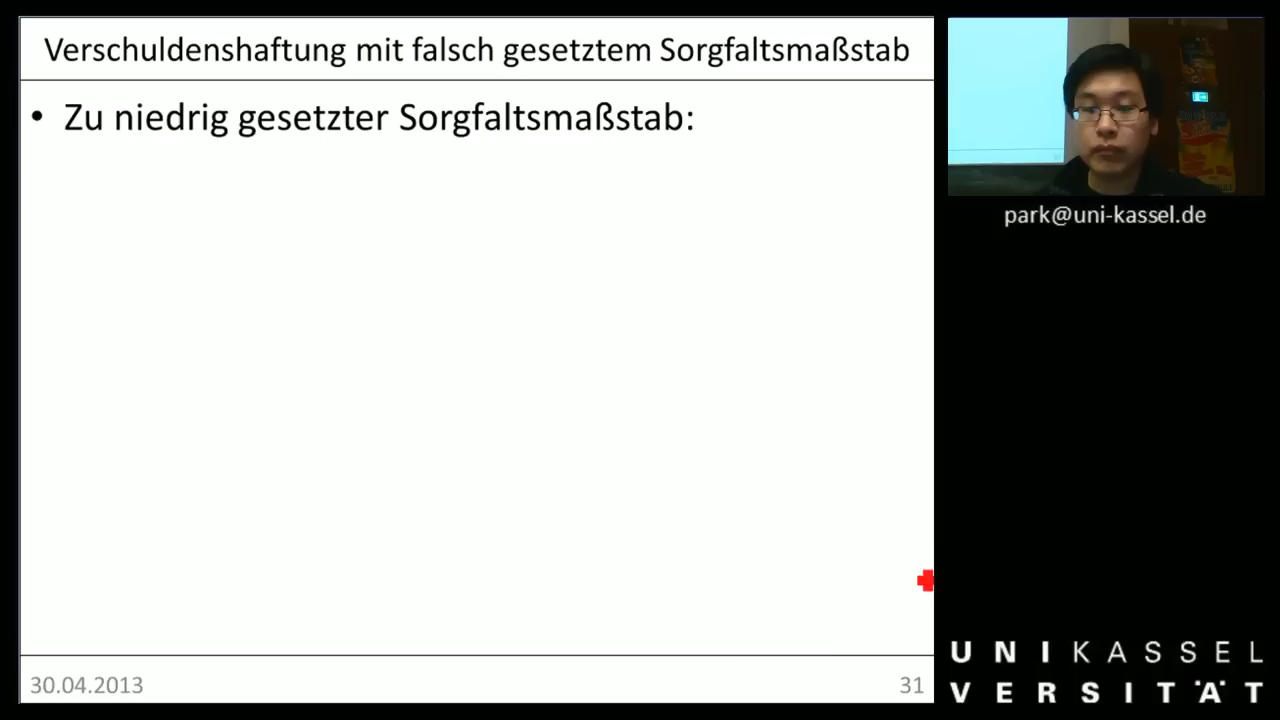 Verschuldenshaftung mit falsch gesetztem Sorgfaltsmaßstab
• Zu niedrig gesetzter Sorgfaltsmaßstab:
30.04.2013
31
park@uni-kassel.de
UNIKASSEL
VERSITÄT